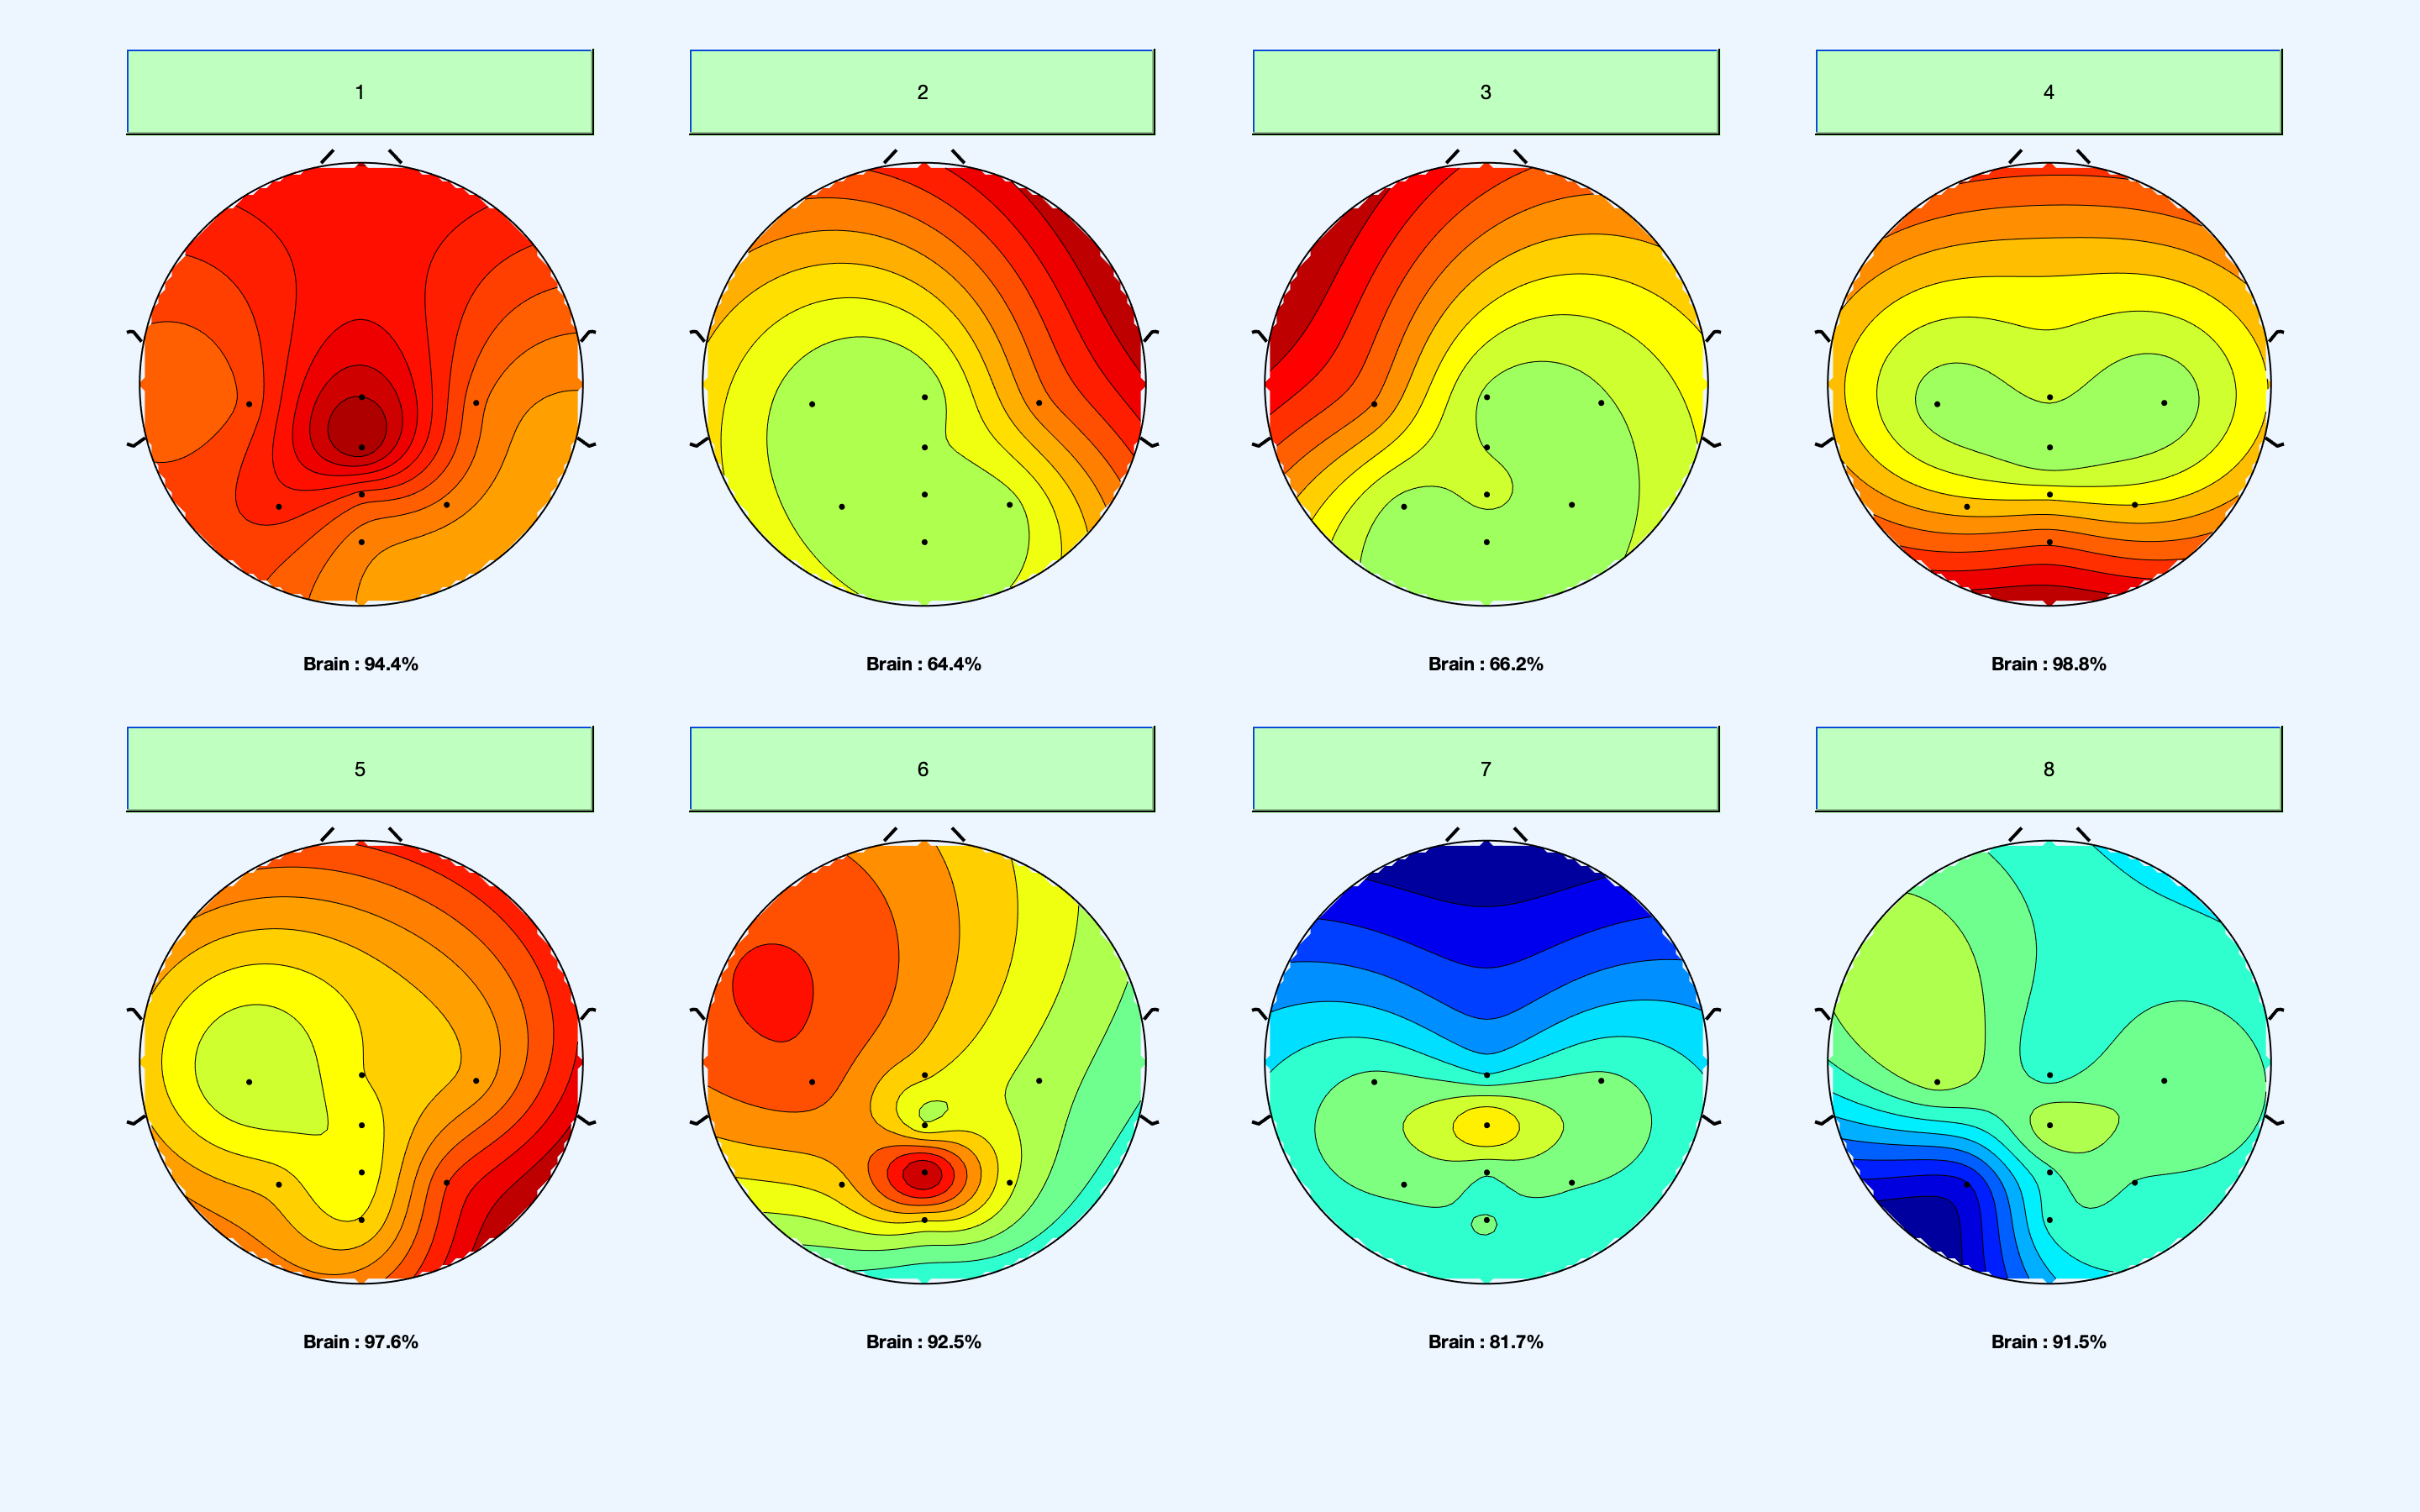 1 2 3 4
Brain : 94.4% Brain : 64.4% Brain : 66.2% Brain : 98.8%
5 6 7 8
Brain : 97.6% Brain : 92.5% Brain : 81.7% Brain : 91.5%